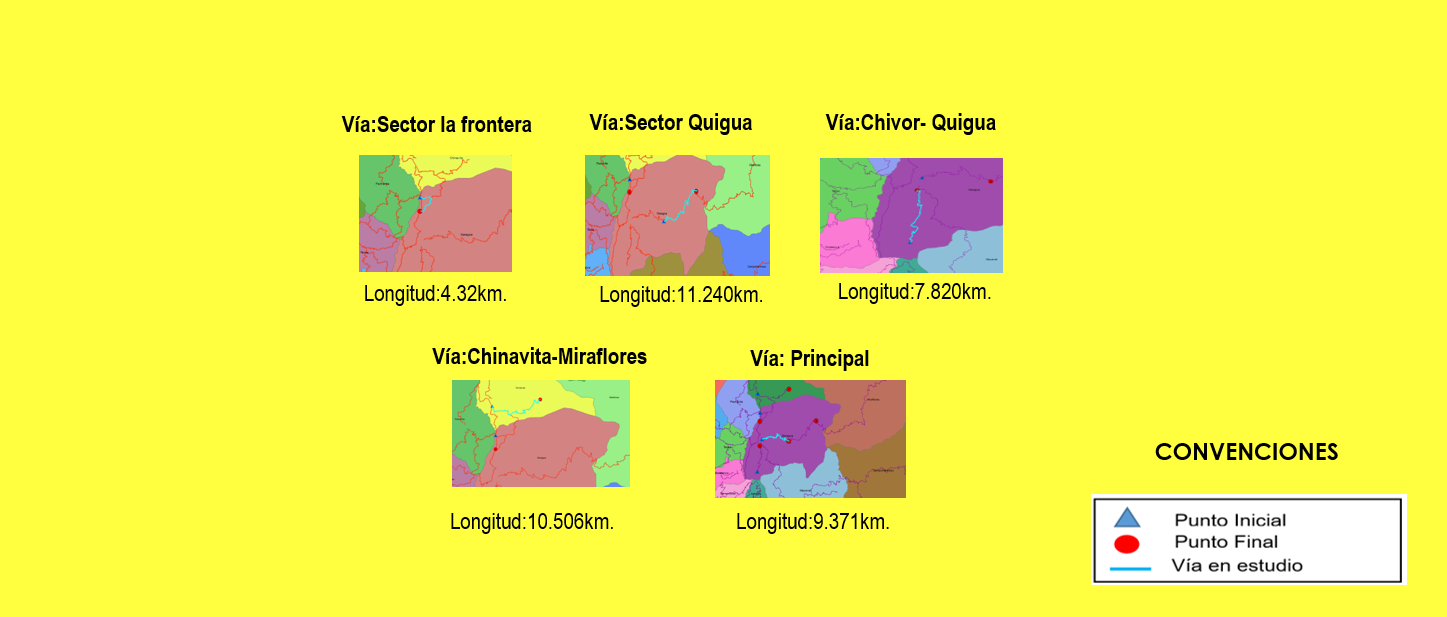 Vía:Sector la frontera
Vía:Sector Quigua
Vía:Chivor- Quigua
Longitud:4.32km.
Longitud:11.240km.
Longitud:7.820km.
Vía:Chinavita-Miraflores
Vía: Principal
Longitud:10.506km.
Longitud:9.371km.
CONVENCIONES
Punto Inicial
Punto Final
Vía en estudio